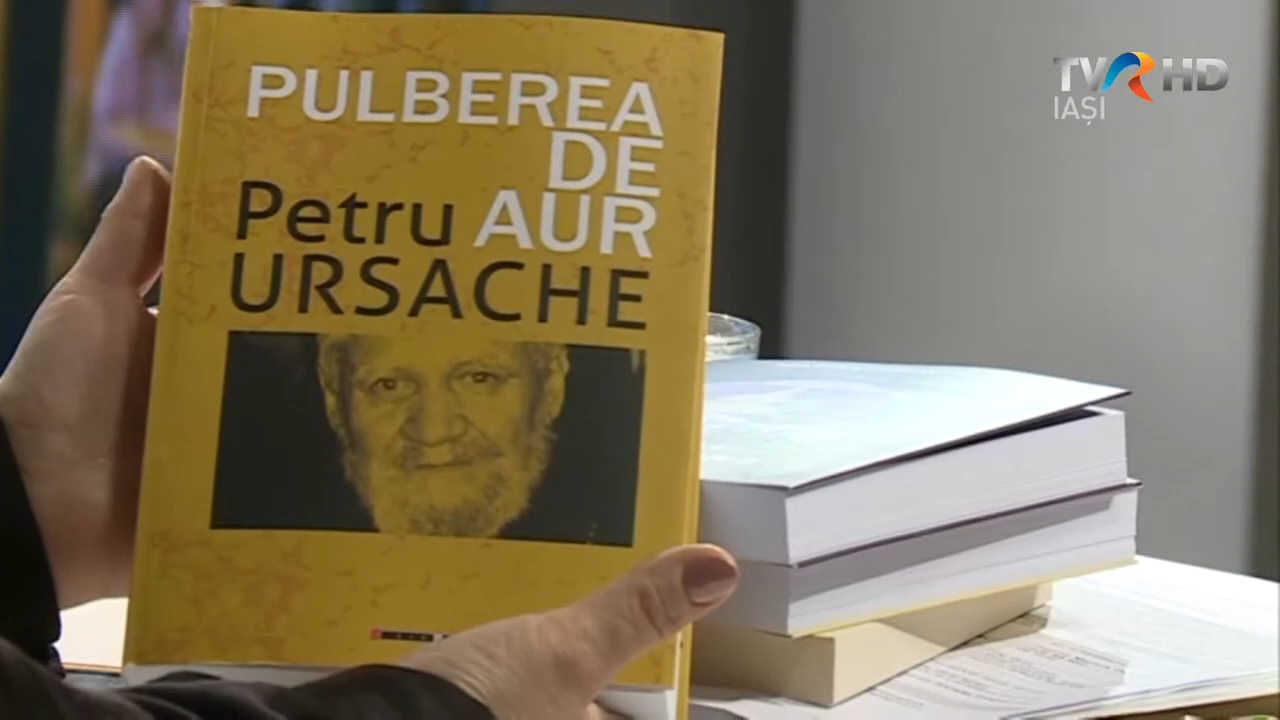 PULBEREA
DE
Petru AUR
URSACHE
TVR HD
IAȘI